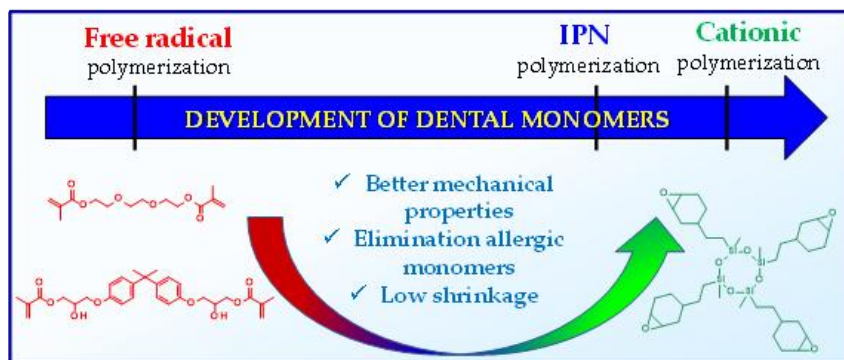 Free radical
polymerization
IPN
polymerization
Cationic
polymerization
DEVELOPMENT OF DENTAL MONOMERS
✓ Better mechanical
properties
✓ Elimination allergic
monomers
✓ Low shrinkage